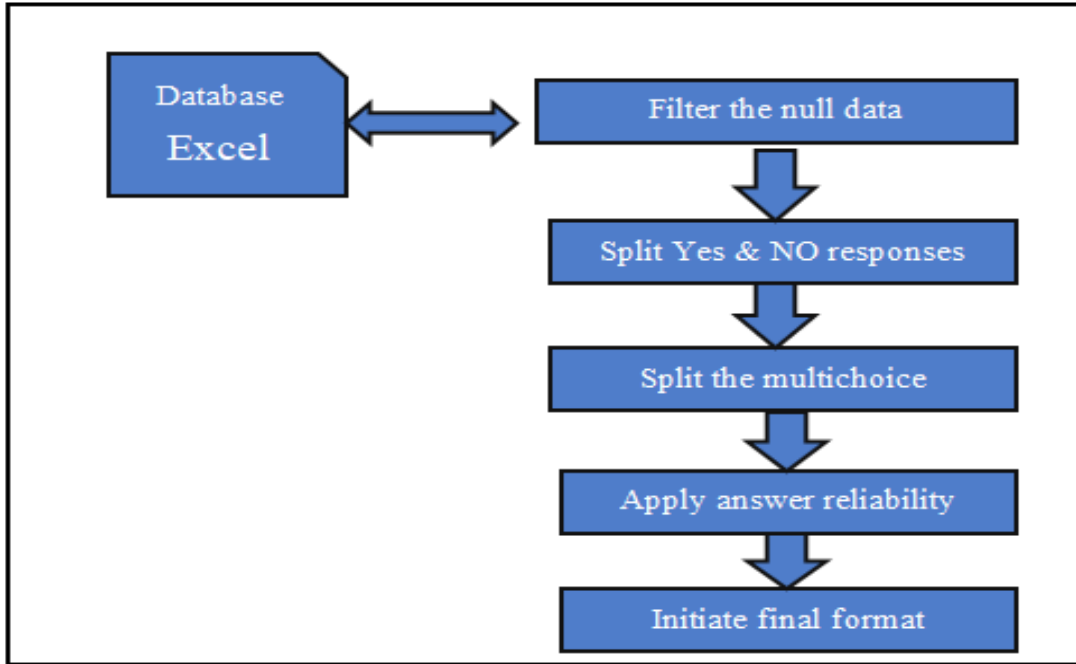 Database
Excel
Filter the null data
Split Yes & NO responses
Split the multichoice
Apply answer reliability
Initiate final format